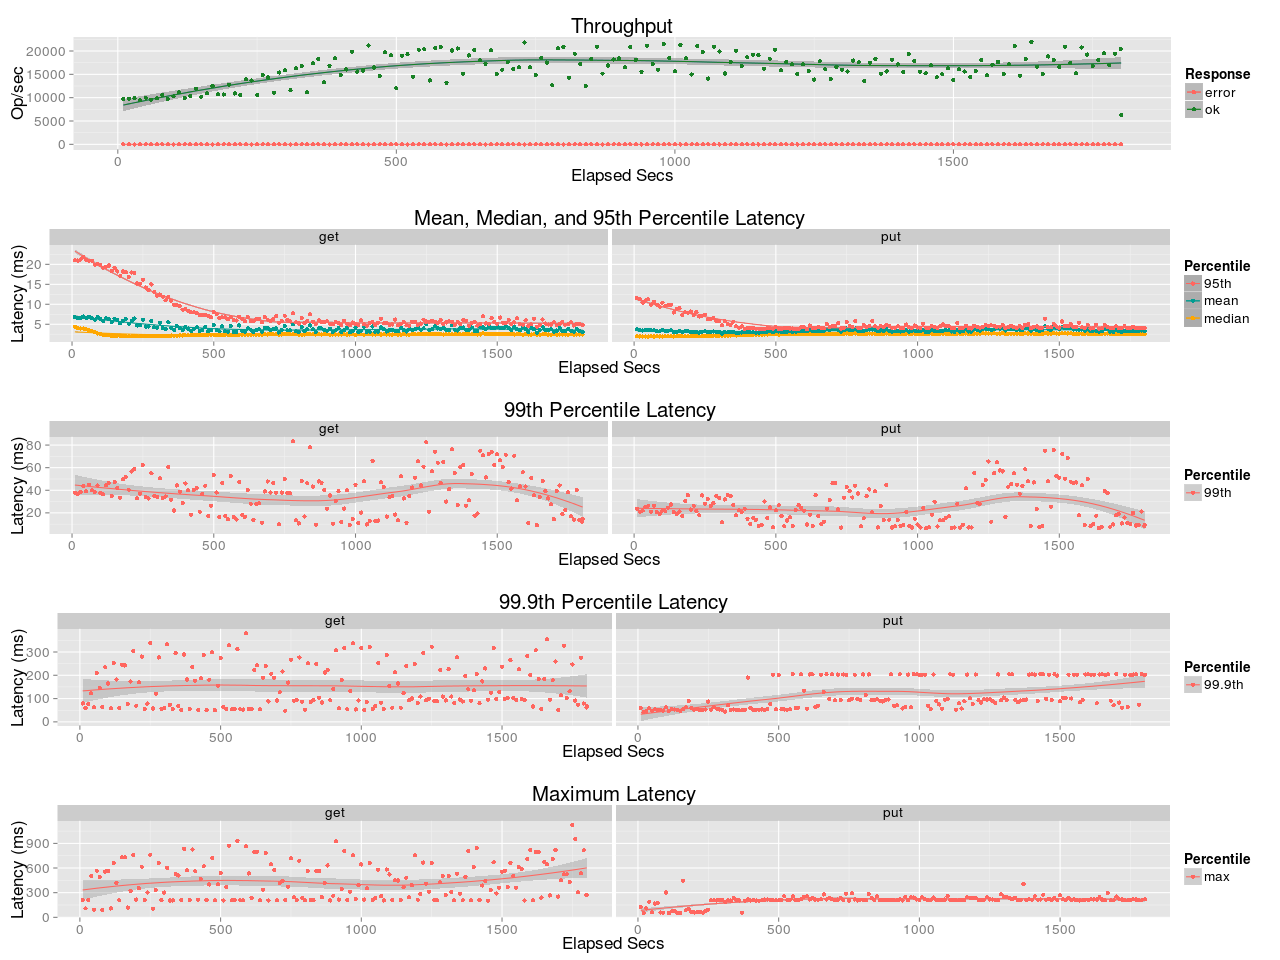 Throughput
Op/sec
20000
15000
10000
5000
0
0 500 1000 1500
Elapsed Secs
Response
error
ok
Mean, Median, and 95th Percentile Latency
get put
Latency (ms)
20
15
10
5
0 500 1000 1500 0 500 1000 1500
Elapsed Secs
Percentile
95th
mean
median
99th Percentile Latency
get put
Latency (ms)
80
60
40
20
0 500 1000 1500 0 500 1000 1500
Elapsed Secs
Percentile
99th
99.9th Percentile Latency
get put
Latency (ms)
300
200
100
0
0 500 1000 1500 0 500 1000 1500
Elapsed Secs
Percentile
99.9th
Maximum Latency
get put
Latency (ms)
900
600
300
0
0 500 1000 1500 0 500 1000 1500
Elapsed Secs
Percentile
max